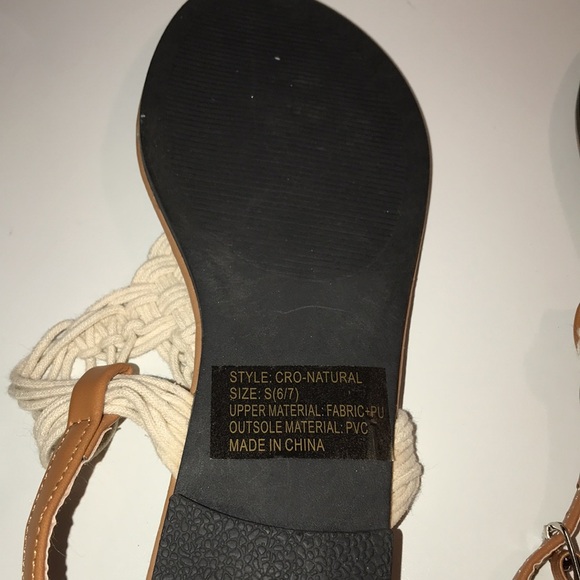 STYLE: CRO-NATURAL
SIZE: S(6/7)
UPPER MATERIAL: FABRIC+PU
OUTSOLE MATERIAL: PVC
MADE IN CHINA